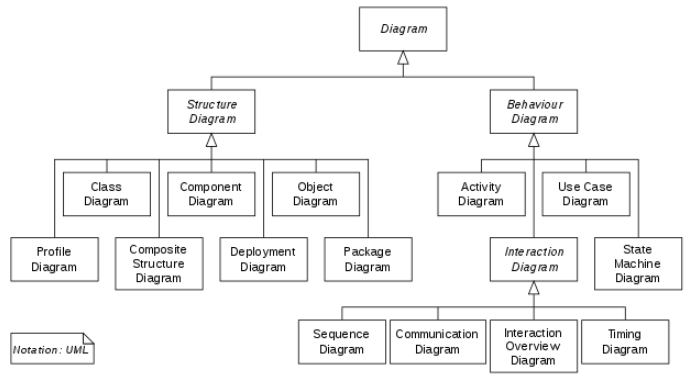 Diagram
Structure
Diagram
Behaviour
Diagram
Class
Diagram
Component
Diagram
Object
Diagram
Activity
Diagram
Use Case
Diagram
Profile
Diagram
Composite
Structure
Diagram
Deployment
Diagram
Package
Diagram
Interaction
Diagram
State
Machine
Diagram
Sequence
Diagram
Communication
Diagram
Interaction
Overview
Diagram
Timing
Diagram
Notation: UML